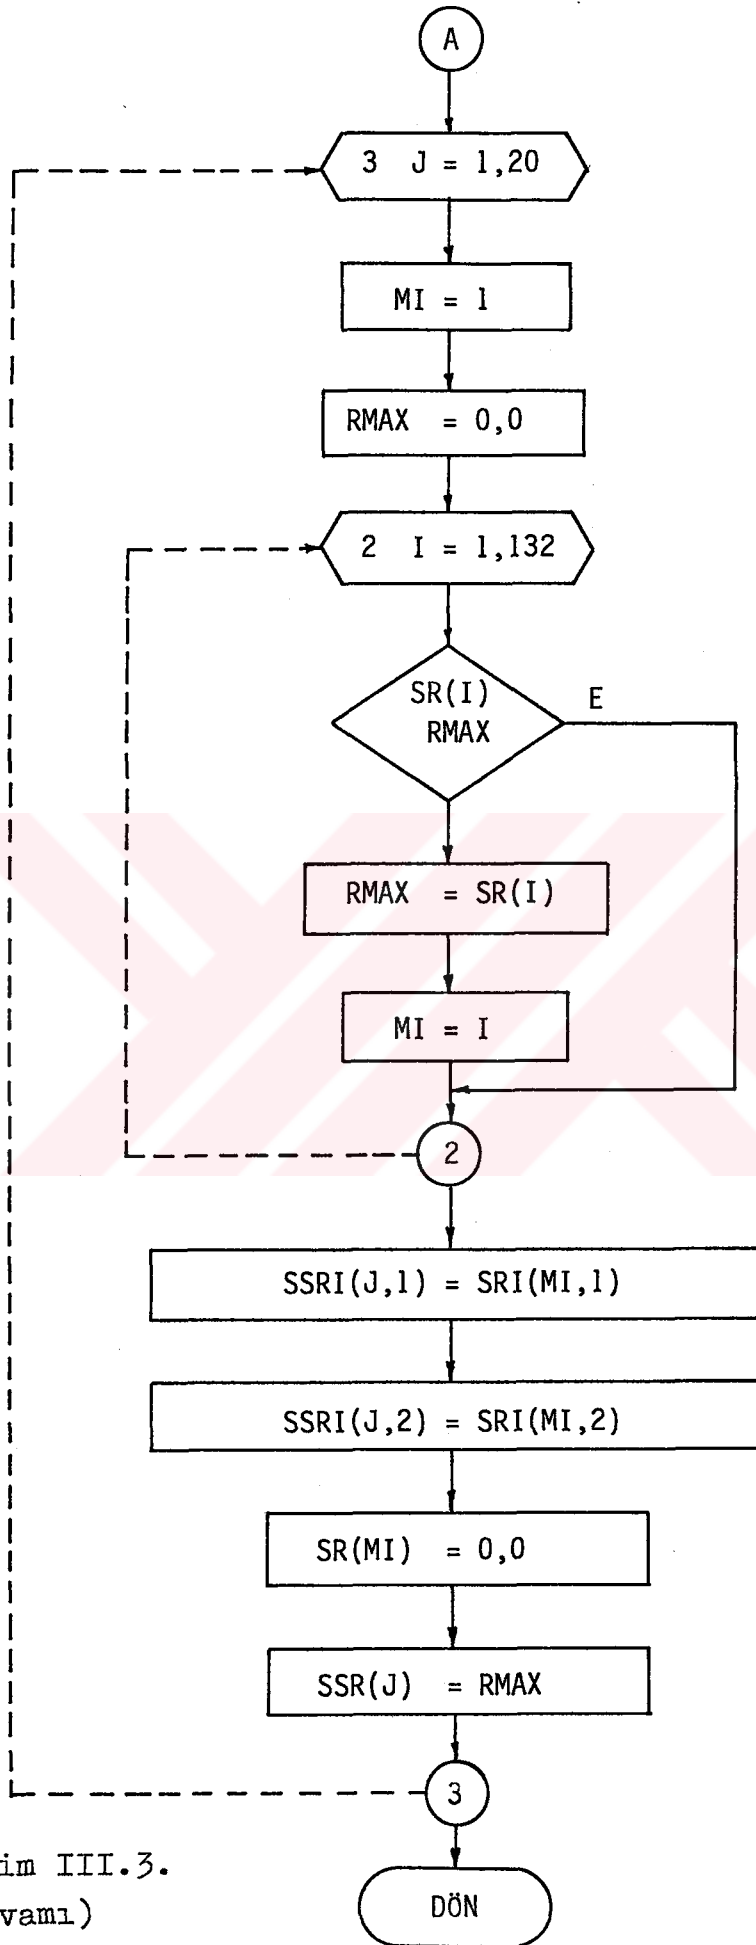 A
3 J = 1,20
MI = 1
RMAX = 0,0
2 I = 1,132
SR(I)
RMAX
E
RMAX = SR(I)
MI = I
2
SSRI(J,1) = SRI(MI,1)
SSRI(J,2) = SRI(MI,2)
SR(MI) = 0,0
SSR(J) = RMAX
3
im III.3.
vamı)
DÖN